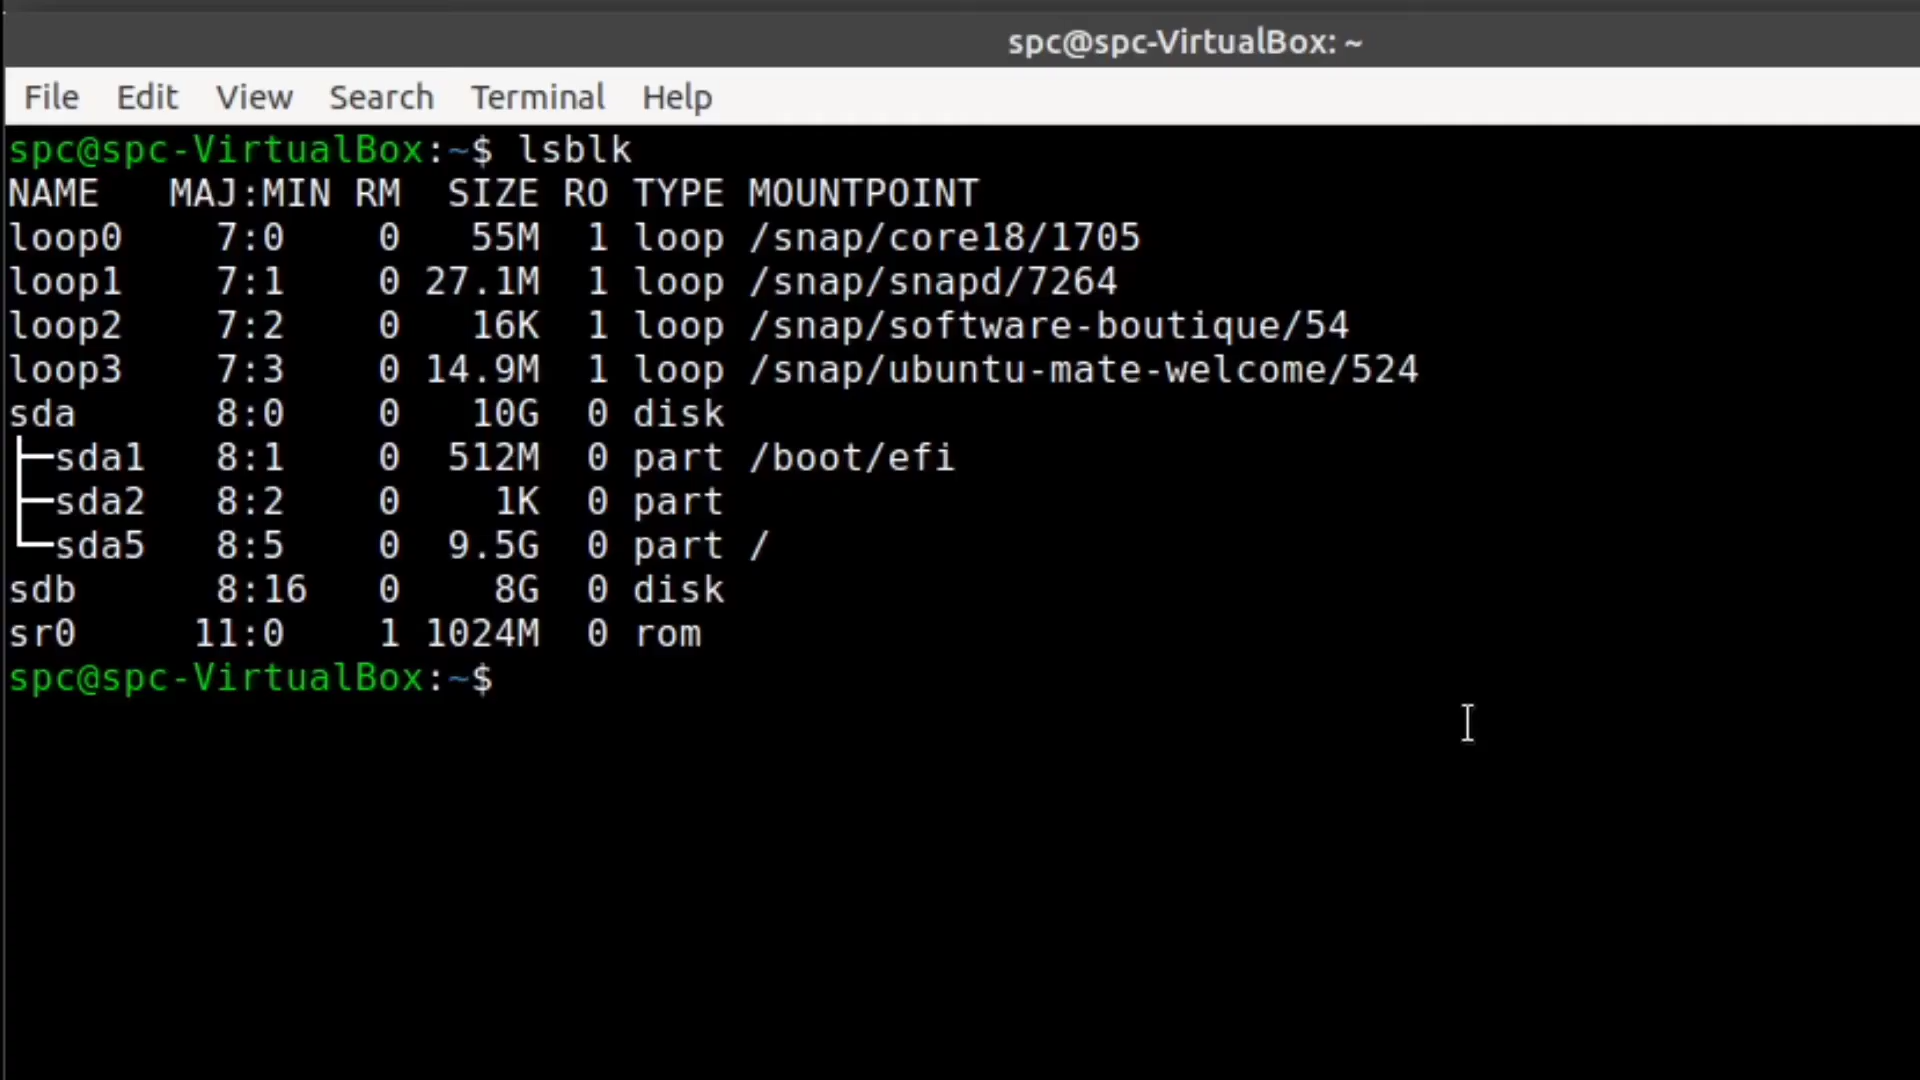 spc@spc-VirtualBox: ~
File Edit View Search Terminal Help
spc@spc-VirtualBox:~$ lsblk
NAME   MAJ:MIN RM  SIZE RO TYPE MOUNTPOINT
loop0    7:0    0   55M  1 loop /snap/core18/1705
loop1    7:1    0 27.1M  1 loop /snap/snapd/7264
loop2    7:2    0   16K  1 loop /snap/software-boutique/54
loop3    7:3    0 14.9M  1 loop /snap/ubuntu-mate-welcome/524
sda      8:0    0   10G  0 disk
├─sda1   8:1    0  512M  0 part /boot/efi
├─sda2   8:2    0    1K  0 part
└─sda5   8:5    0  9.5G  0 part /
sdb      8:16   0    8G  0 disk
sr0     11:0    1 1024M  0 rom
spc@spc-VirtualBox:~$